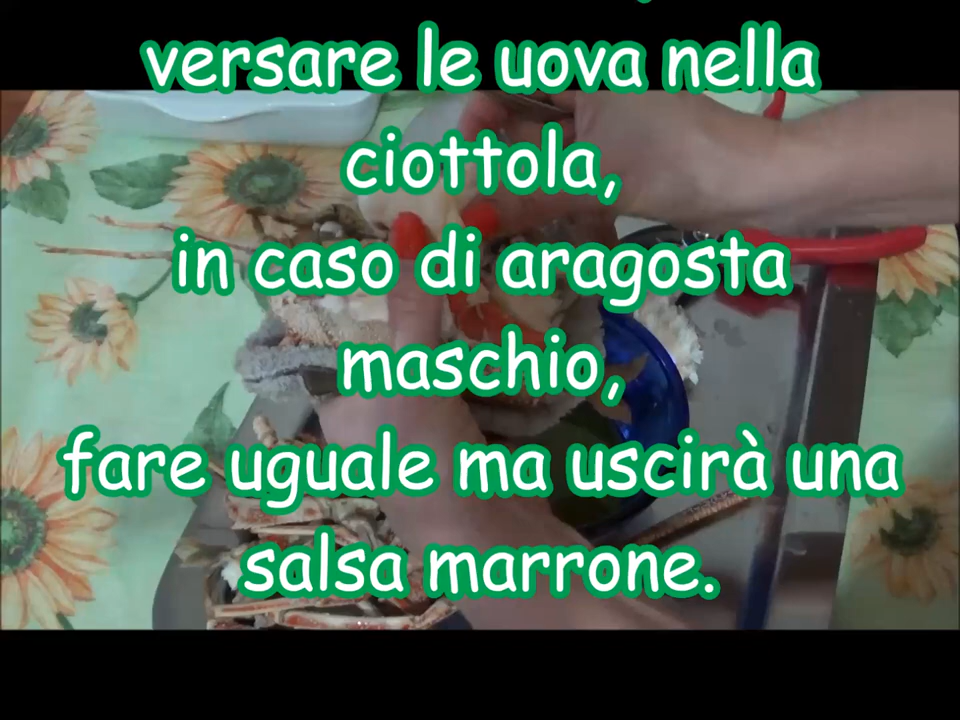 versare le uova nella
ciottola,
in caso di aragosta
maschio,
fare uguale ma uscirà una
salsa marrone.